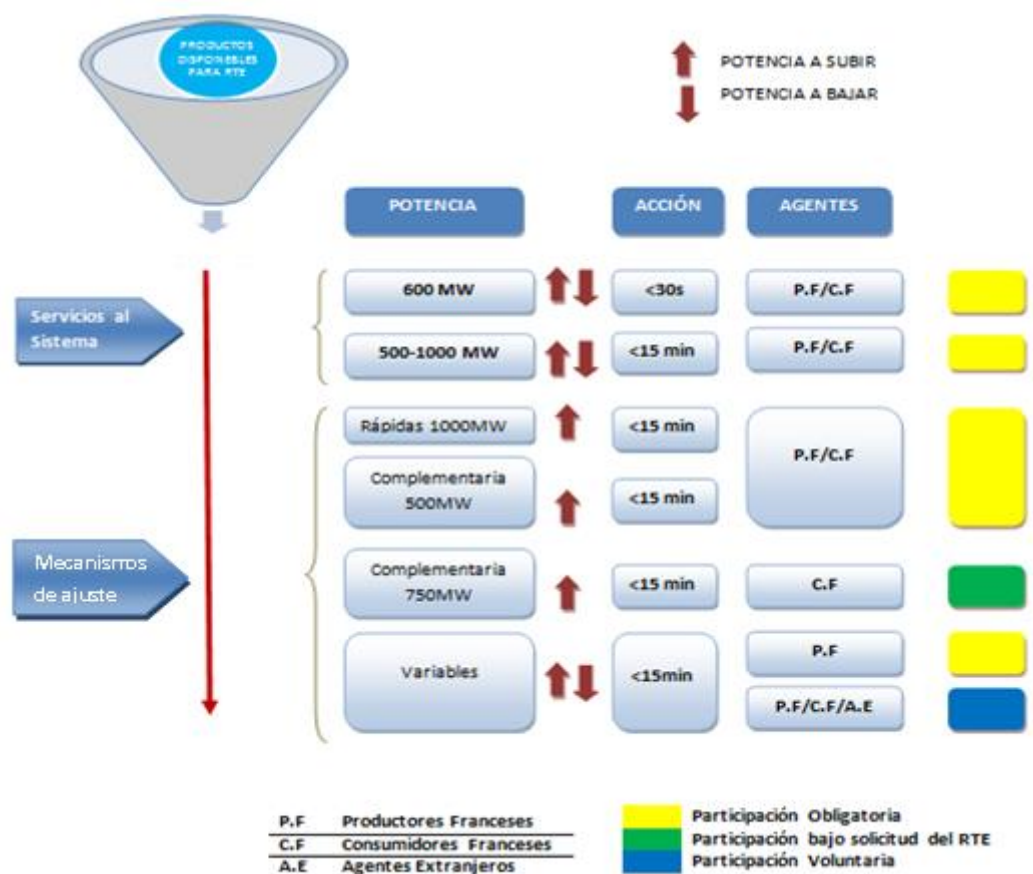 PRODUCTOS
DISPONIBLES
PARA RTE
POTENCIA A SUBIR
POTENCIA A BAJAR
POTENCIA
ACCIÓN
AGENTES
Servicios al
Sistema
600 MW
<30s
P.F/C.F
500-1000 MW
<15 min
P.F/C.F
Mecanismos
de ajuste
Rápidas 1000MW
<15 min
P.F/C.F
Complementaria
500MW
<15 min
Complementaria
750MW
<15 min
C.F
Variables
<15min
P.F
P.F/C.F/A.E
P.F Productores Franceses
C.F Consumidores Franceses
A.E Agentes Extranjeros
Participación Obligatoria
Participación bajo solicitud del RTE
Participación Voluntaria